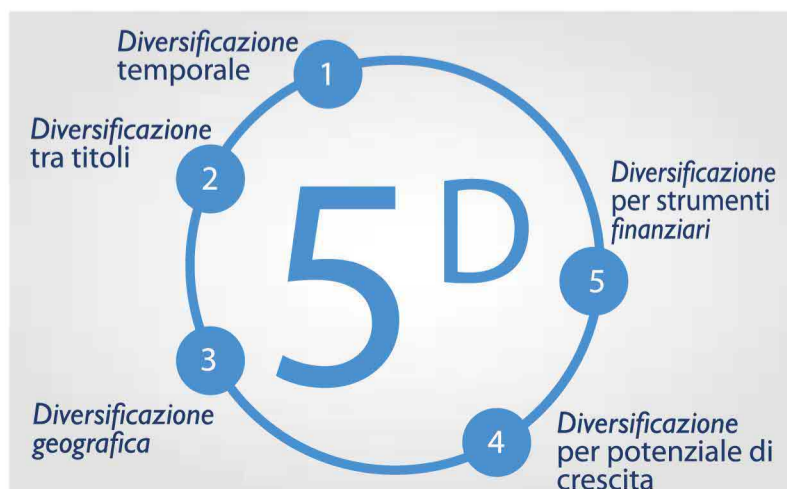 Diversificazione
temporale
1
Diversificazione
tra titoli
2
3
Diversificazione
geografica
4
Diversificazione
per potenziale di
crescita
5
Diversificazione
per strumenti
finanziari
5 D